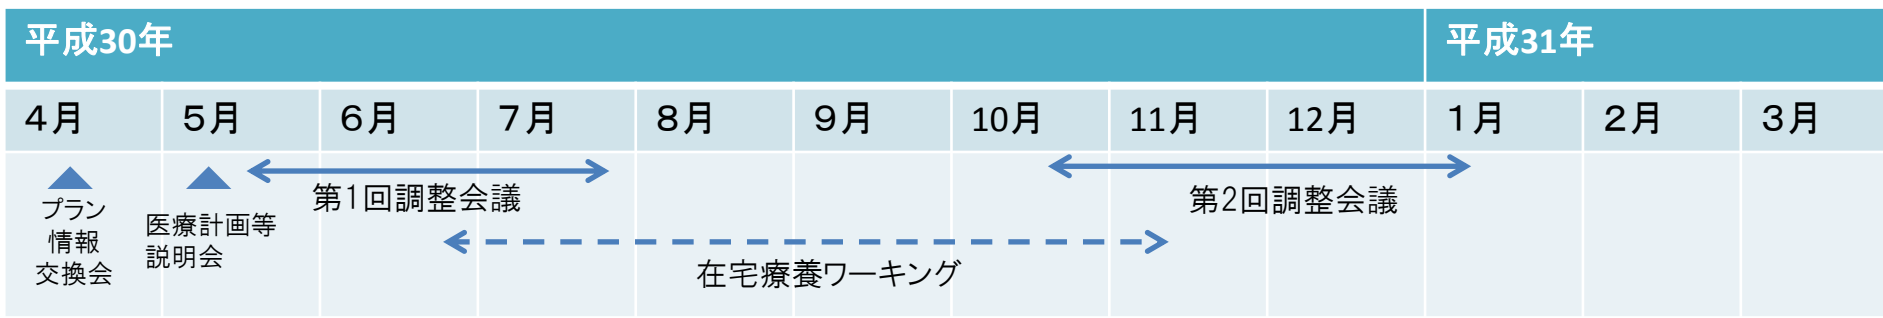 平成30年
平成31年
４月
５月
６月
７月
８月
９月
10月
11月
12月
１月
２月
３月
プラン
情報
交換会
医療計画等
説明会
第1回調整会議
第2回調整会議
在宅療養ワーキング